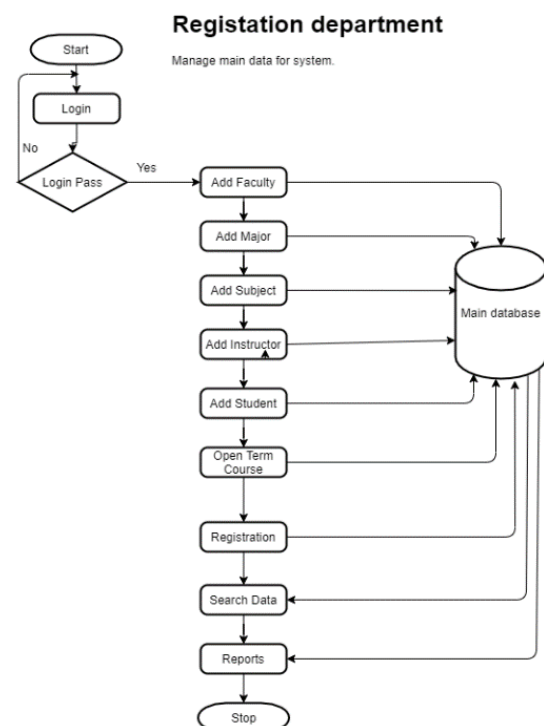 Registation department
Manage main data for system.
Start
Login
No
Login Pass
Yes
Add Faculty
Add Major
Add Subject
Main database
Add Instructor
Add Student
Open Term
Course
Registration
Search Data
Reports
Stop